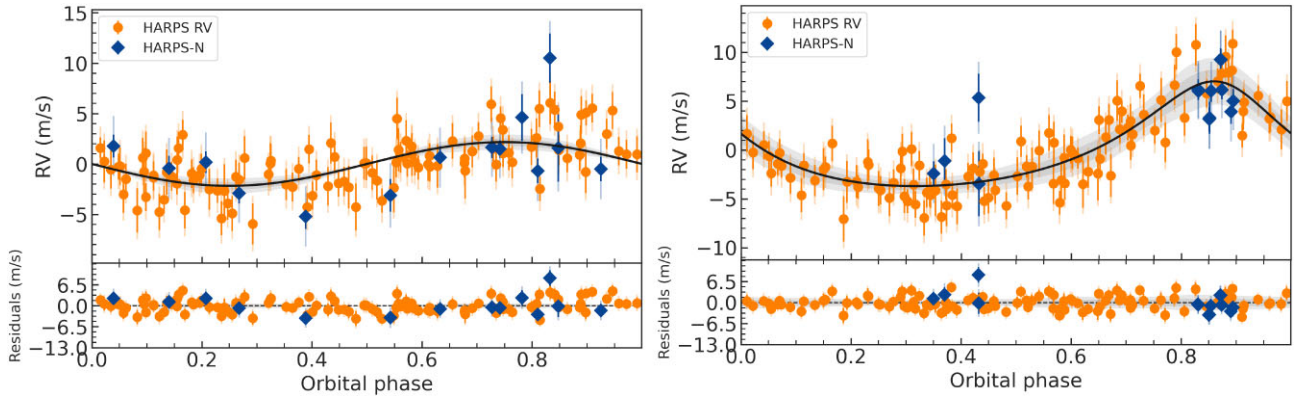 15
10
5
0
−5
RV (m/s)
HARPS RV
HARPS-N
6.5
0.0
−6.5
−13.0
Residuals (m/s)
0.0
0.2
0.4
0.6
0.8
Orbital phase
10
5
0
−5
−10
RV (m/s)
HARPS RV
HARPS-N
6.5
0.0
−6.5
−13.0
Residuals (m/s)
0.0
0.2
0.4
0.6
0.8
Orbital phase